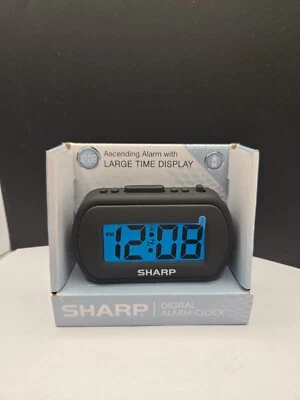 Ascending Alarm with
LARGE TIME DISPLAY
PM 12:08
SHARP
SHARP DIGITAL
ALARM CLOCK